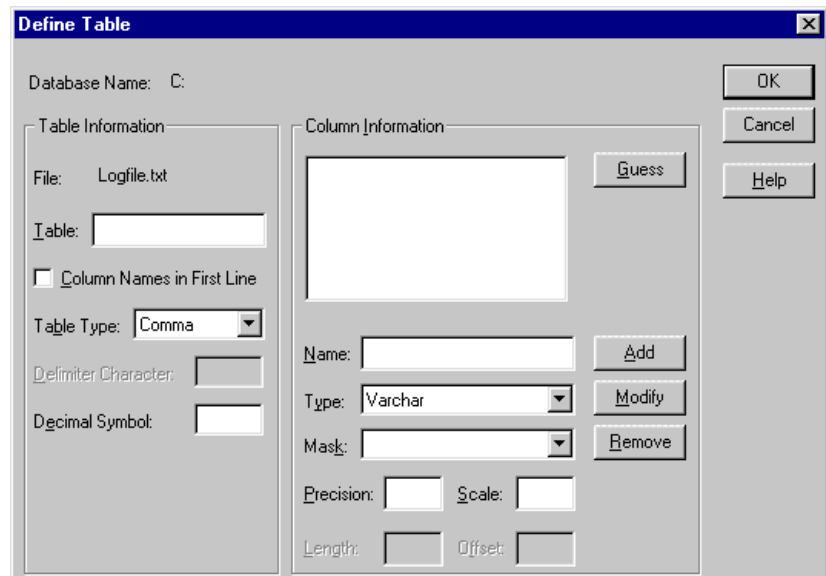 Define Table
Database Name: C:
OK
Cancel
Help
Table Information
File: Logfile.txt
Table:
Column Names in First Line
Table Type: Comma
Delimiter Character:
Decimal Symbol:
Column Information
Guess
Name:
Add
Type: Varchar
Modify
Mask:
Remove
Precision: Scale:
Length: Offset: